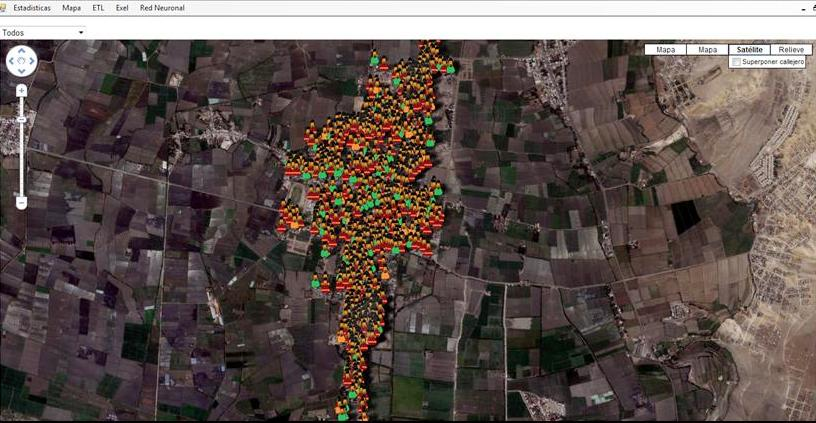 Estadísticas Mapa ETL Exel Red Neuronal
Todos
Mapa Mapa Satélite Relieve
Superponer callejero